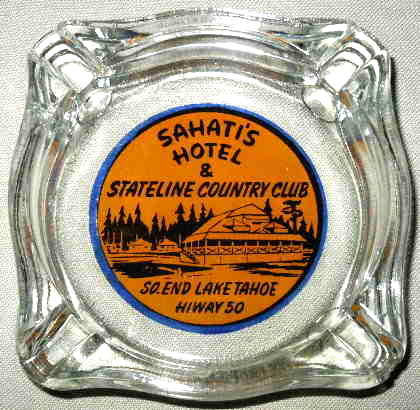 SAHATI'S
HOTEL
&
STATELINE COUNTRY CLUB
SO. END LAKE TAHOE
HIWAY 50